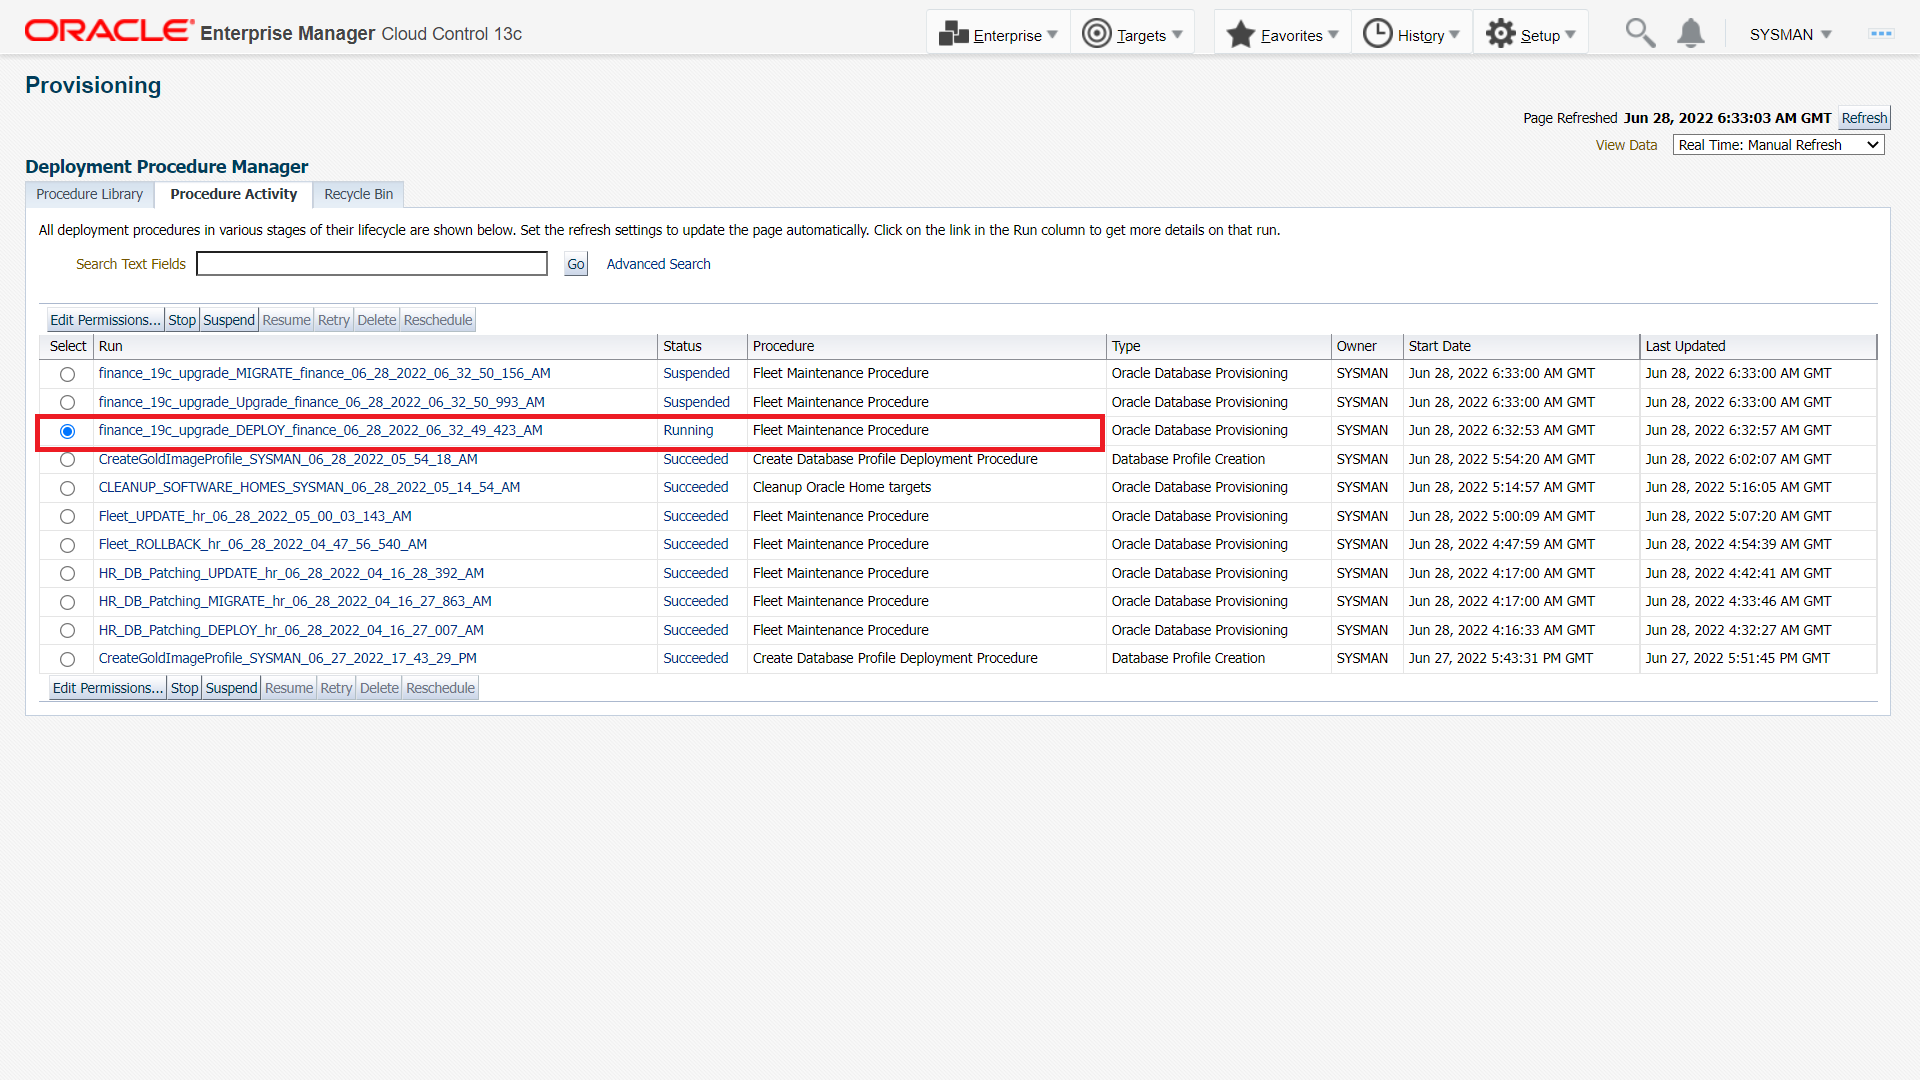 ORACLE Enterprise Manager Cloud Control 13c Enterprise Targets Favorites History Setup SYSMAN
Provisioning
Page Refreshed Jun 28, 2022 6:33:03 AM GMT Refresh
View Data Real Time: Manual Refresh
Deployment Procedure Manager
Procedure Library Procedure Activity Recycle Bin
All deployment procedures in various stages of their lifecycle are shown below. Set the refresh settings to update the page automatically. Click on the link in the Run column to get more details on that run.
Search Text Fields Go Advanced Search
Edit Permissions... Stop Suspend Resume Retry Delete Reschedule
Select Run Status Procedure Type Owner Start Date Last Updated
finance_19c_upgrade_MIGRATE_finance_06_28_2022_06_32_50_156_AM Suspended Fleet Maintenance Procedure Oracle Database Provisioning SYSMAN Jun 28, 2022 6:33:00 AM GMT Jun 28, 2022 6:33:00 AM GMT
finance_19c_upgrade_Upgrade_finance_06_28_2022_06_32_50_993_AM Suspended Fleet Maintenance Procedure Oracle Database Provisioning SYSMAN Jun 28, 2022 6:33:00 AM GMT Jun 28, 2022 6:33:00 AM GMT
finance_19c_upgrade_DEPLOY_finance_06_28_2022_06_32_49_423_AM Running Fleet Maintenance Procedure Oracle Database Provisioning SYSMAN Jun 28, 2022 6:32:53 AM GMT Jun 28, 2022 6:32:57 AM GMT
CreateGoldImageProfile_SYSMAN_06_28_2022_05_54_18_AM Succeeded Create Database Profile Deployment Procedure Database Profile Creation SYSMAN Jun 28, 2022 5:54:20 AM GMT Jun 28, 2022 6:02:07 AM GMT
CLEANUP_SOFTWARE_HOMES_SYSMAN_06_28_2022_05_14_54_AM Succeeded Cleanup Oracle Home targets Oracle Database Provisioning SYSMAN Jun 28, 2022 5:14:57 AM GMT Jun 28, 2022 5:16:05 AM GMT
Fleet_UPDATE_hr_06_28_2022_05_00_03_143_AM Succeeded Fleet Maintenance Procedure Oracle Database Provisioning SYSMAN Jun 28, 2022 5:00:09 AM GMT Jun 28, 2022 5:07:20 AM GMT
Fleet_ROLLBACK_hr_06_28_2022_04_47_56_540_AM Succeeded Fleet Maintenance Procedure Oracle Database Provisioning SYSMAN Jun 28, 2022 4:47:59 AM GMT Jun 28, 2022 4:54:39 AM GMT
HR_DB_Patching_UPDATE_hr_06_28_2022_04_16_28_392_AM Succeeded Fleet Maintenance Procedure Oracle Database Provisioning SYSMAN Jun 28, 2022 4:17:00 AM GMT Jun 28, 2022 4:42:41 AM GMT
HR_DB_Patching_MIGRATE_hr_06_28_2022_04_16_27_863_AM Succeeded Fleet Maintenance Procedure Oracle Database Provisioning SYSMAN Jun 28, 2022 4:17:00 AM GMT Jun 28, 2022 4:33:46 AM GMT
HR_DB_Patching_DEPLOY_hr_06_28_2022_04_16_27_007_AM Succeeded Fleet Maintenance Procedure Oracle Database Provisioning SYSMAN Jun 28, 2022 4:16:33 AM GMT Jun 28, 2022 4:32:27 AM GMT
CreateGoldImageProfile_SYSMAN_06_27_2022_17_43_29_PM Succeeded Create Database Profile Deployment Procedure Database Profile Creation SYSMAN Jun 27, 2022 5:43:31 PM GMT Jun 27, 2022 5:51:45 PM GMT
Edit Permissions... Stop Suspend Resume Retry Delete Reschedule